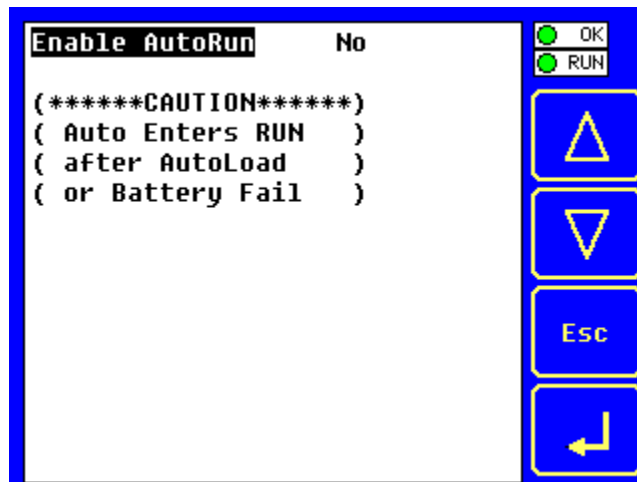 Enable AutoRun No
(******CAUTION******)
( Auto Enters RUN )
( after AutoLoad )
( or Battery Fail )
OK
RUN
Esc